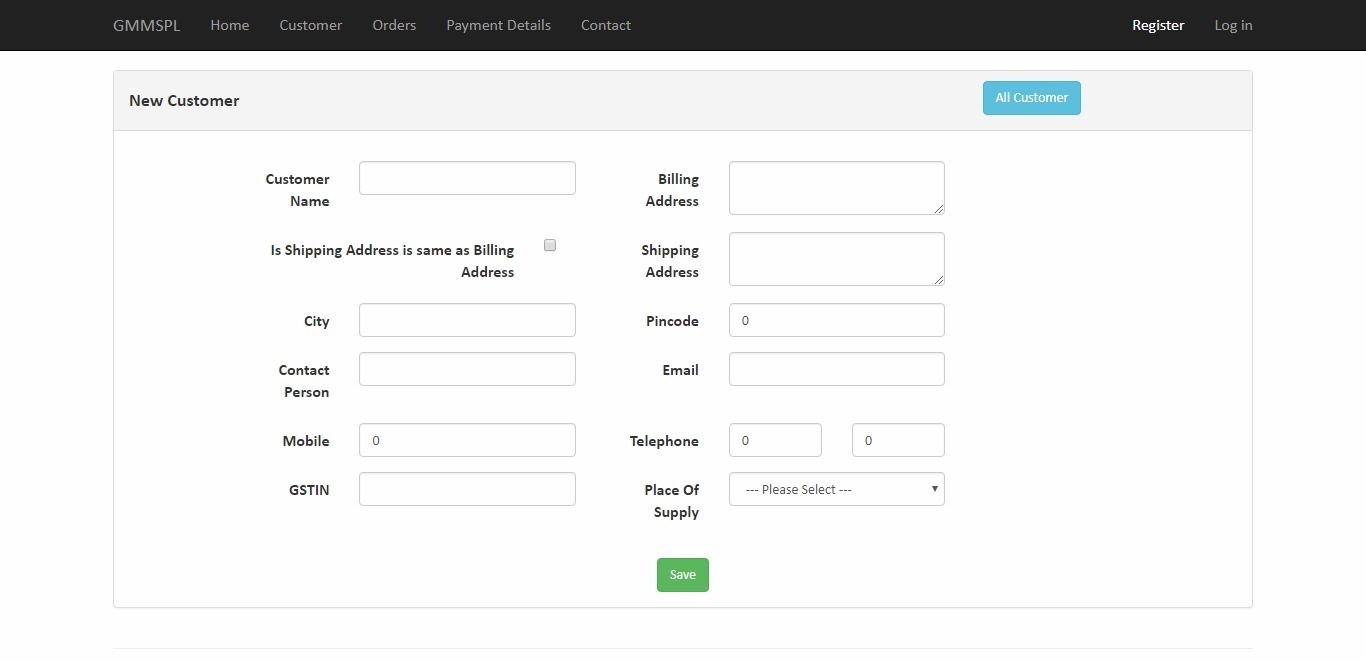 GMMSPL Home Customer Orders Payment Details Contact Register Log in
New Customer All Customer
Customer
Name
Billing
Address
Is Shipping Address is same as Billing
Address
Shipping
Address
City
Pincode 0
Contact
Person
Email
Mobile 0
Telephone 0 0
GSTIN
Place Of
Supply
--- Please Select ---
Save